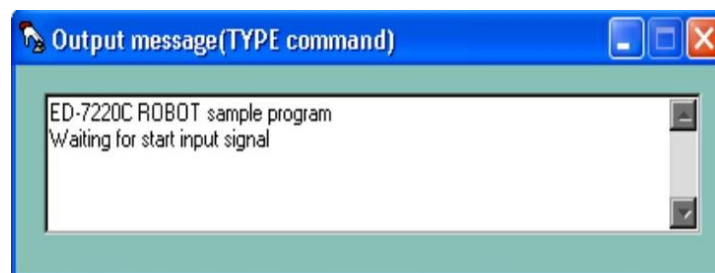 Output message(TYPE command)
ED-7220C ROBOT sample program
Waiting for start input signal